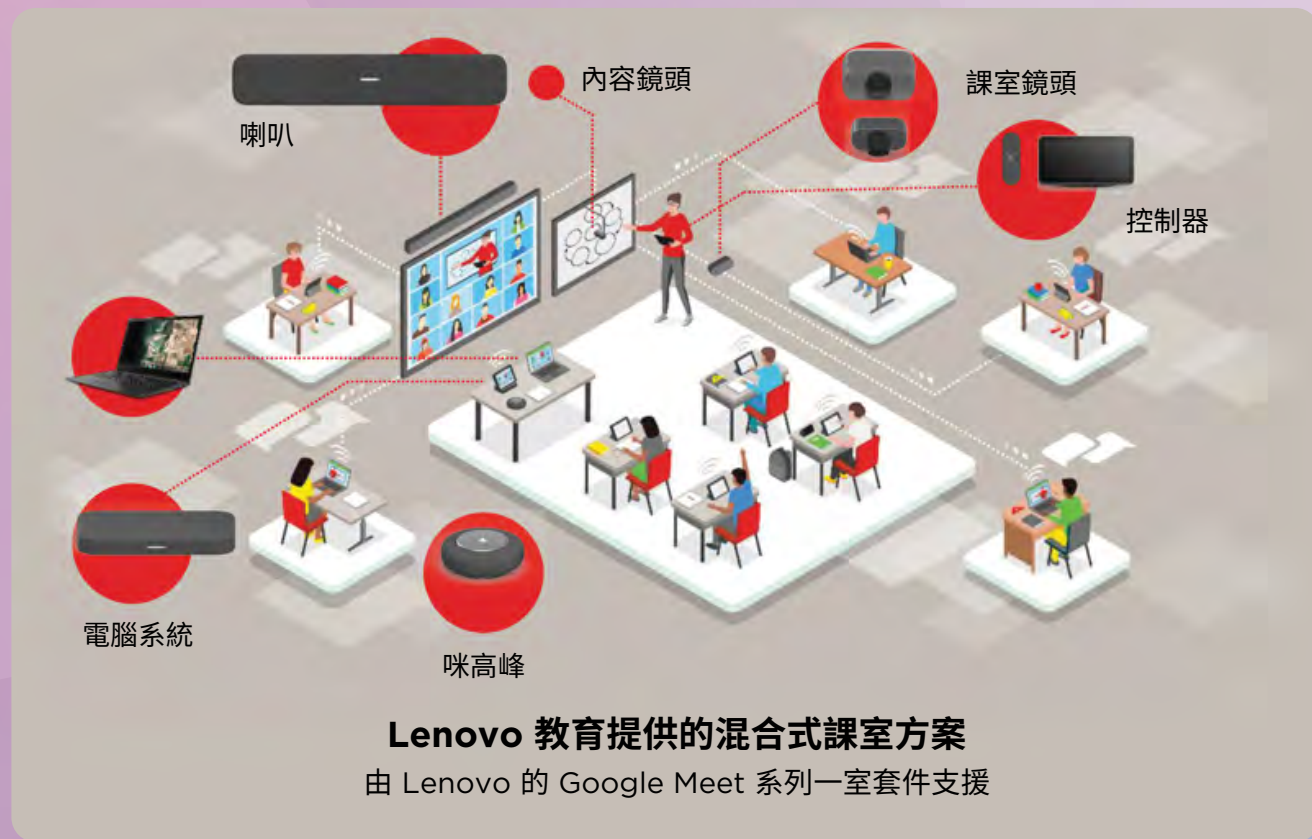 內容鏡頭
課室鏡頭
喇叭
控制器
電腦系統
咪高峰
Lenovo 教育提供的混合式課室方案
由 Lenovo 的 Google Meet 系列一室套件支援